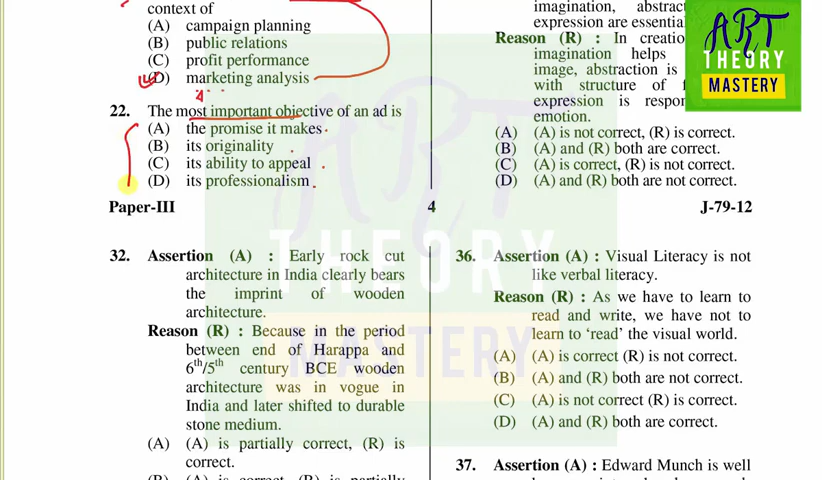 context of
(A) campaign planning
(B) public relations
(C) profit performance
(D) marketing analysis
22. The most important objective of an ad is
(A) the promise it makes
(B) its originality
(C) its ability to appeal
(D) its professionalism
imagination, abstract
expression are essential
Reason (R) : In creation
imagination helps
image, abstraction is
with structure of
expression is
emotion.
(A) (A) is not correct, (R) is correct.
(B) (A) and (R) both are correct.
(C) (A) is correct, (R) is not correct.
(D) (A) and (R) both are not correct.
ART
THEORY
MASTERY
Paper-III 4 J-79-12
32. Assertion (A) : Early rock cut
architecture in India clearly bears
the imprint of wooden
architecture.
Reason (R) : Because in the period
between end of Harappa and
6th/5th century BCE wooden
architecture was in vogue in
India and later shifted to durable
stone medium.
(A) (A) is partially correct, (R) is
correct.
(B) (A) is correct, (R) is partially
36. Assertion (A) : Visual Literacy is not
like verbal literacy.
Reason (R) : As we have to learn to
read and write, we have not to
learn to ‘read’ the visual world.
(A) (A) is correct (R) is not correct.
(B) (A) and (R) both are not correct.
(C) (A) is not correct (R) is correct.
(D) (A) and (R) both are correct.
37. Assertion (A) : Edward Munch is well
ART
THEORY
MASTERY